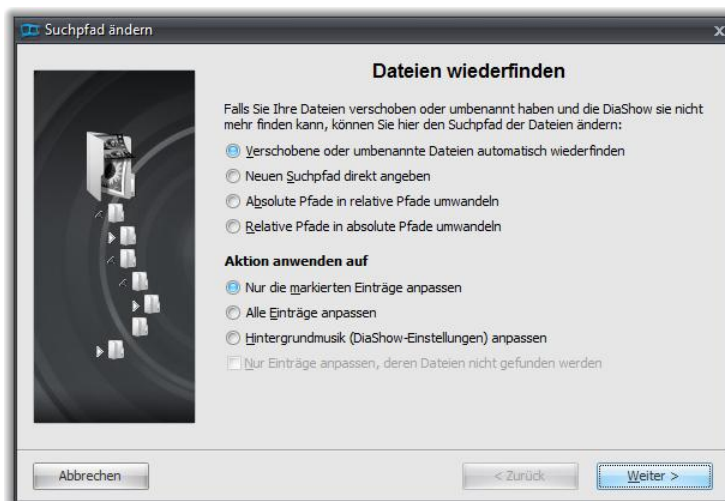 Suchpfad ändern
Dateien wiederfinden
Falls Sie Ihre Dateien verschoben oder umbenannt haben und die DiaShow sie nicht
mehr finden kann, können Sie hier den Suchpfad der Dateien ändern:
Verschobene oder umbenannte Dateien automatisch wiederfinden
Neuen Suchpfad direkt angeben
Absolute Pfade in relative Pfade umwandeln
Relative Pfade in absolute Pfade umwandeln
Aktion anwenden auf
Nur die markierten Einträge anpassen
Alle Einträge anpassen
Hintergrundmusik (DiaShow-Einstellungen) anpassen
Nur Einträge anpassen, deren Dateien nicht gefunden werden
Abbrechen
< Zurück
Weiter >